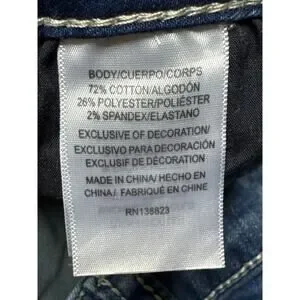 BODY/CUERPO/CORPS
72% COTTON/ALGODÓN
26% POLYESTER/POLIÉSTER
2% SPANDEX/ELASTANO
EXCLUSIVE OF DECORATION/
EXCLUSIVO PARA DECORACIÓN
EXCLUSIF DE DÉCORATION
MADE IN CHINA/ HECHO EN
CHINA/ FABRIQUÉ EN CHINE
RN138823